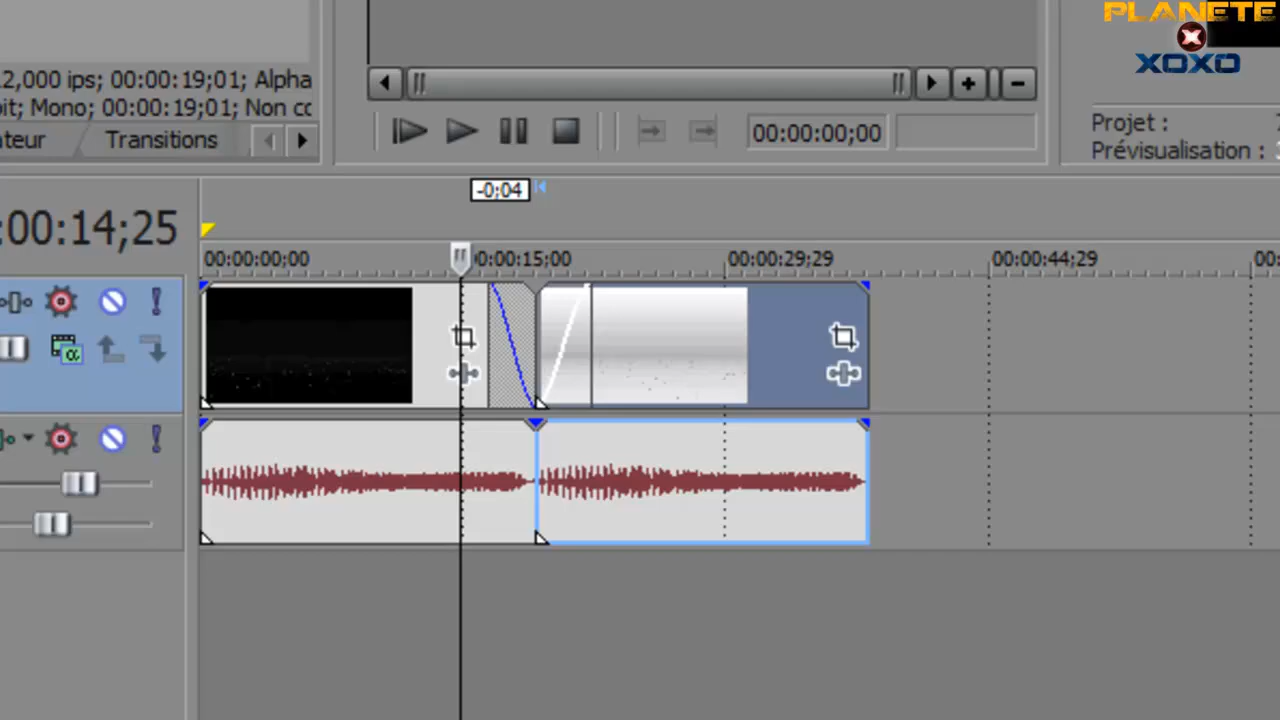 PLANETE
X
XOXO
2,000 ips; 00:00:19;01; Alpha
bit; Mono; 00:00:19;01; Non co
Transitions
00:00:00;00
Projet :
Prévisualisation :
-0;04
:00:14;25
00:00:00;00
0:00:15;00
00:00:29;29
00:00:44;29
00:
α